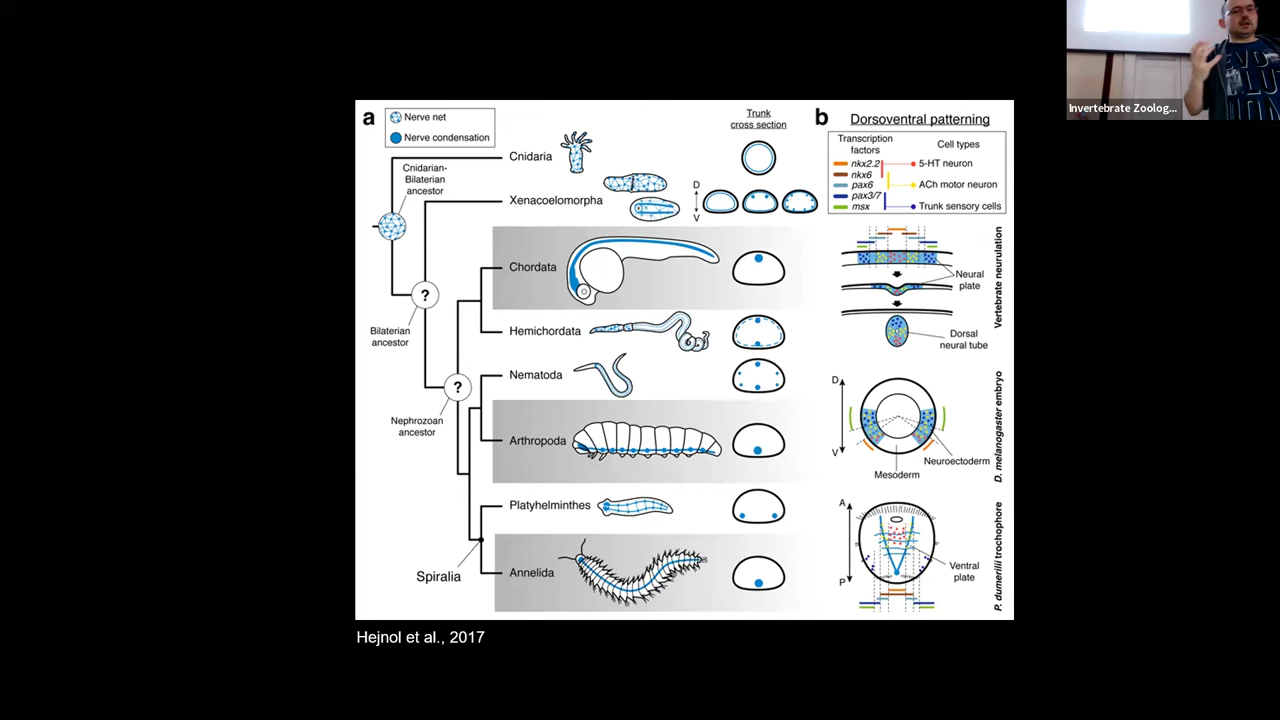 a
Nerve net
Nerve condensation
Trunk
cross section
Cnidaria
Cnidarian-
Bilaterian
ancestor
Xenacoelomorpha
D
V
Chordata
?
Bilaterian
ancestor
Hemichordata
Nematoda
?
Nephrozoan
ancestor
Arthropoda
Platyhelminthes
Spiralia
Annelida
b
Dorsoventral patterning
Transcription
factors
Cell types
nkx2.2
5-HT neuron
nkx6
pax6
ACh motor neuron
pax3/7
msx
Trunk sensory cells
Neural
plate
Dorsal
neural tube
Vertebrate neurulation
D
V
Neuroectoderm
Mesoderm
D. melanogaster embryo
A
P
Ventral
plate
P. dumerilii trochophore
Hejnol et al., 2017
Invertebrate Zoolog...
EVO
LU
ION